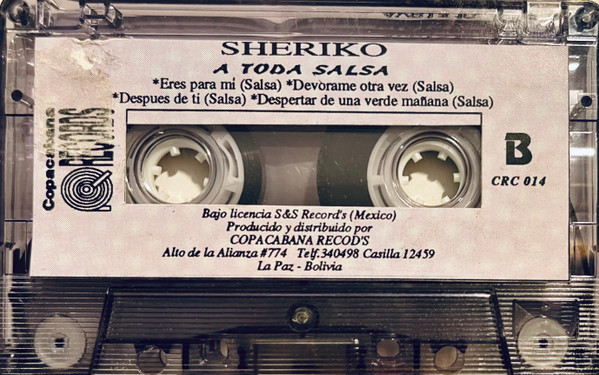 SHERIKO
A TODA SALSA
*Eres para mí (Salsa) *Devorame otra vez (Salsa)
*Despues de ti (Salsa) *Despertar de una verde mañana (Salsa)
Copacabana
RECORDS
B
CRC 014
Bajo licencia S&S Record's (Mexico)
Producido y distribuido por
COPACABANA RECOD'S
Alto de la Alianza #774 Telf.340498 Casilla 12459
La Paz - Bolivia